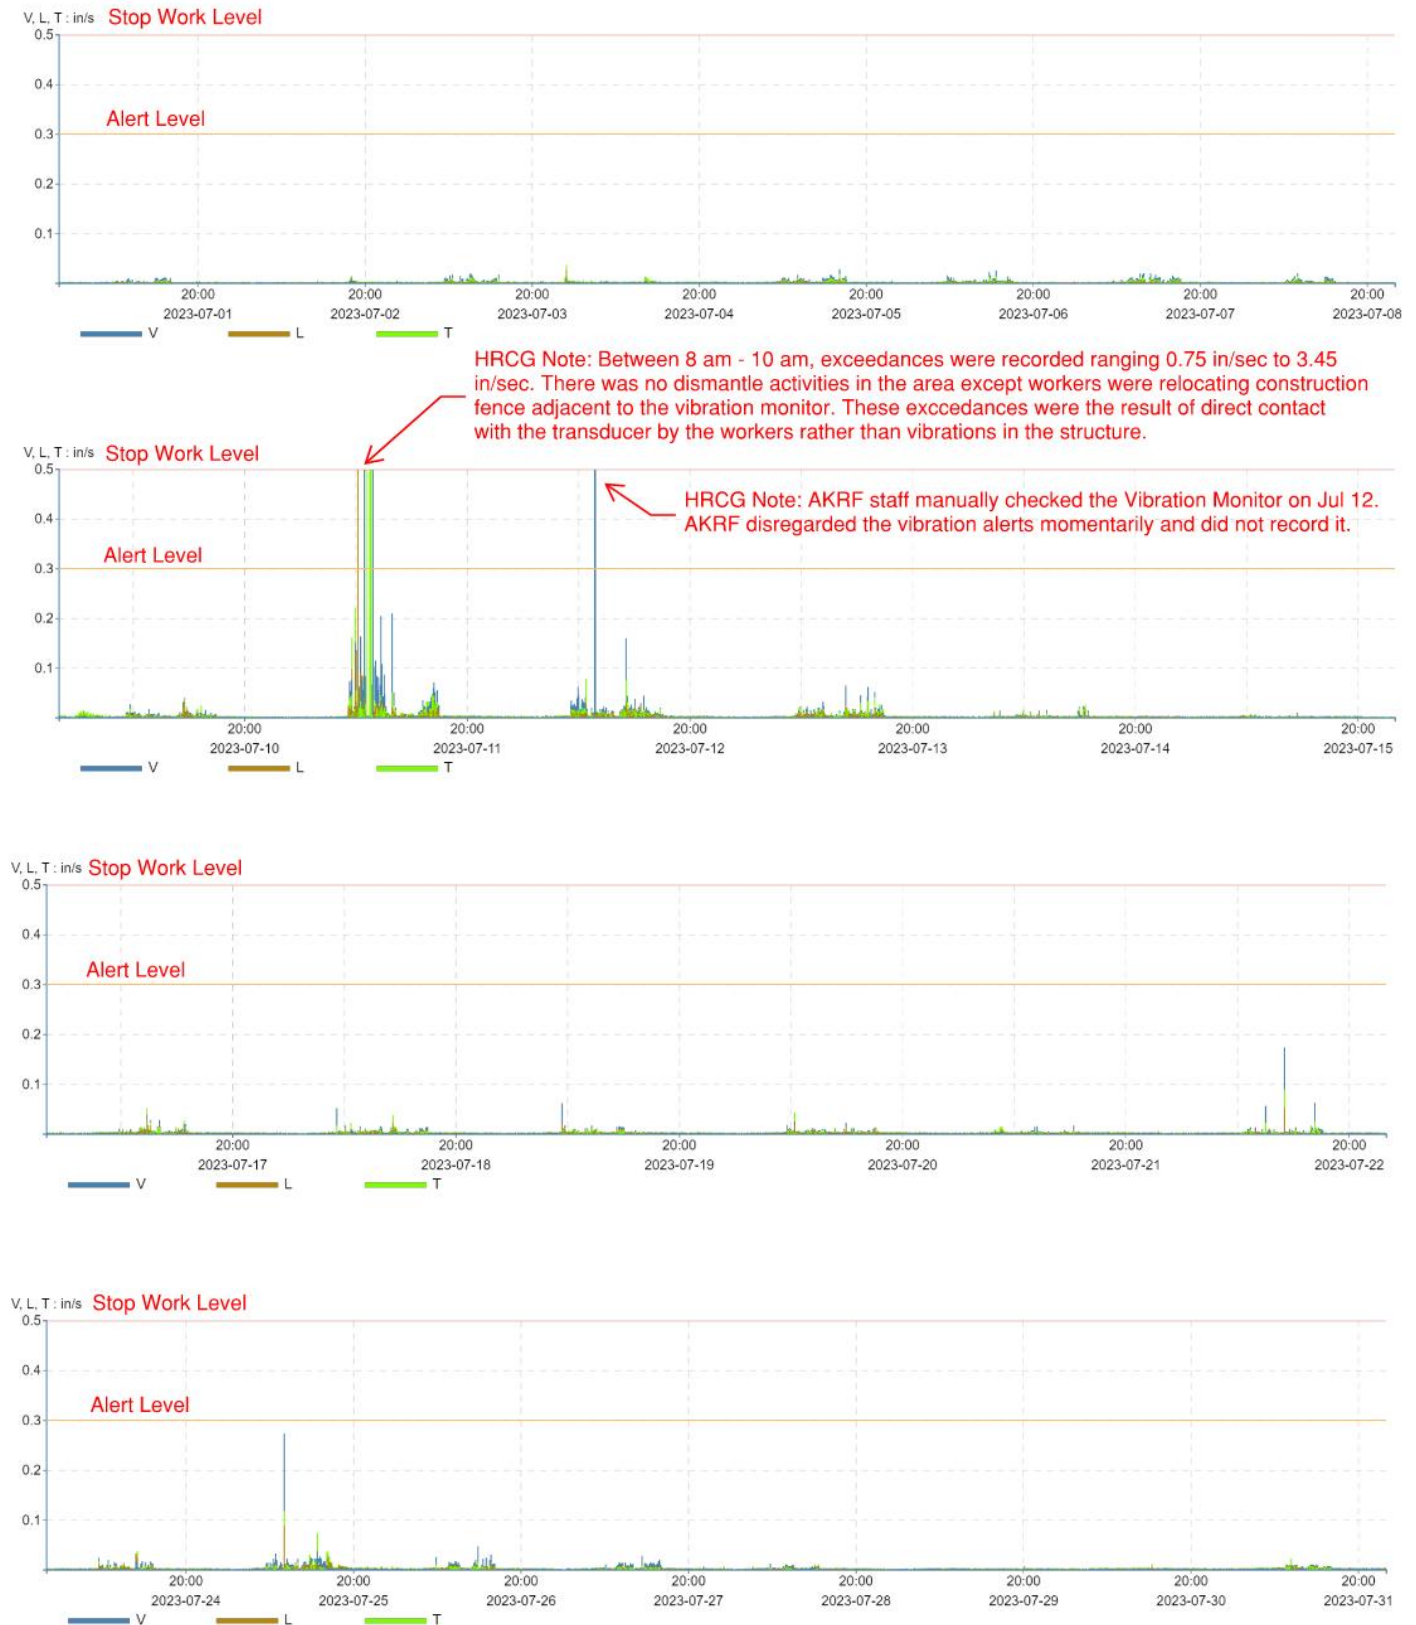 V, L, T : in/s Stop Work Level
0.5
0.4
Alert Level
0.3
0.2
0.1
20:00 20:00 20:00 20:00 20:00 20:00 20:00 20:00
2023-07-01 2023-07-02 2023-07-03 2023-07-04 2023-07-05 2023-07-06 2023-07-07 2023-07-08
V L T
HRCG Note: Between 8 am - 10 am, exceedances were recorded ranging 0.75 in/sec to 3.45
in/sec. There was no dismantle activities in the area except workers were relocating construction
fence adjacent to the vibration monitor. These exccedances were the result of direct contact
with the transducer by the workers rather than vibrations in the structure.
V, L, T : in/s Stop Work Level
0.5
HRCG Note: AKRF staff manually checked the Vibration Monitor on Jul 12.
AKRF disregarded the vibration alerts momentarily and did not record it.
0.4
Alert Level
0.3
0.2
0.1
20:00 20:00 20:00 20:00 20:00 20:00
2023-07-10 2023-07-11 2023-07-12 2023-07-13 2023-07-14 2023-07-15
V L T
V, L, T : in/s Stop Work Level
0.5
0.4
Alert Level
0.3
0.2
0.1
20:00 20:00 20:00 20:00 20:00 20:00
2023-07-17 2023-07-18 2023-07-19 2023-07-20 2023-07-21 2023-07-22
V L T
V, L, T : in/s Stop Work Level
0.5
0.4
Alert Level
0.3
0.2
0.1
20:00 20:00 20:00 20:00 20:00 20:00 20:00 20:00
2023-07-24 2023-07-25 2023-07-26 2023-07-27 2023-07-28 2023-07-29 2023-07-30 2023-07-31
V L T